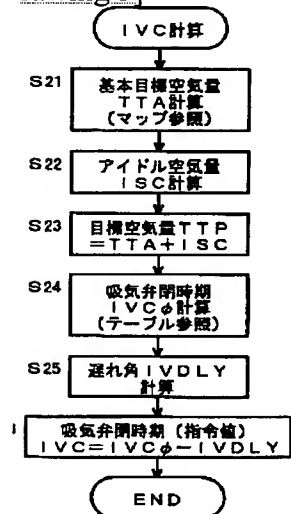 IVC計算
S21
基本目標空気量
TTA計算
(マップ参照)
S22
アイドル空気量
ISC計算
S23
目標空気量TTP
=TTA+ISC
S24
吸気弁閉時期
IVCφ計算
(テーブル参照)
S25
遅れ角IVDLY
計算
吸気弁閉時期(指令値)
IVC=IVCφ-IVDLY
END